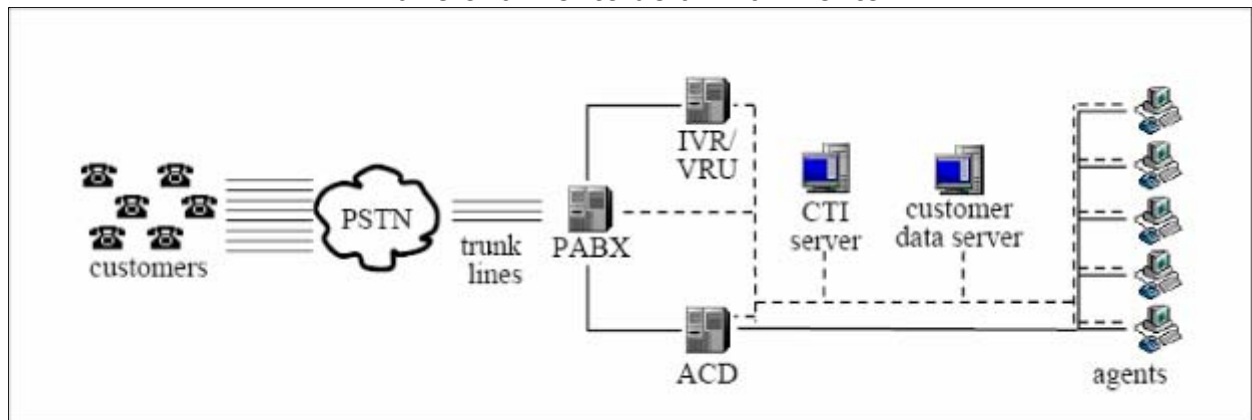 PSTN
customers
trunk
lines
PABX
IVR/
VRU
ACD
CTI
server
customer
data server
agents